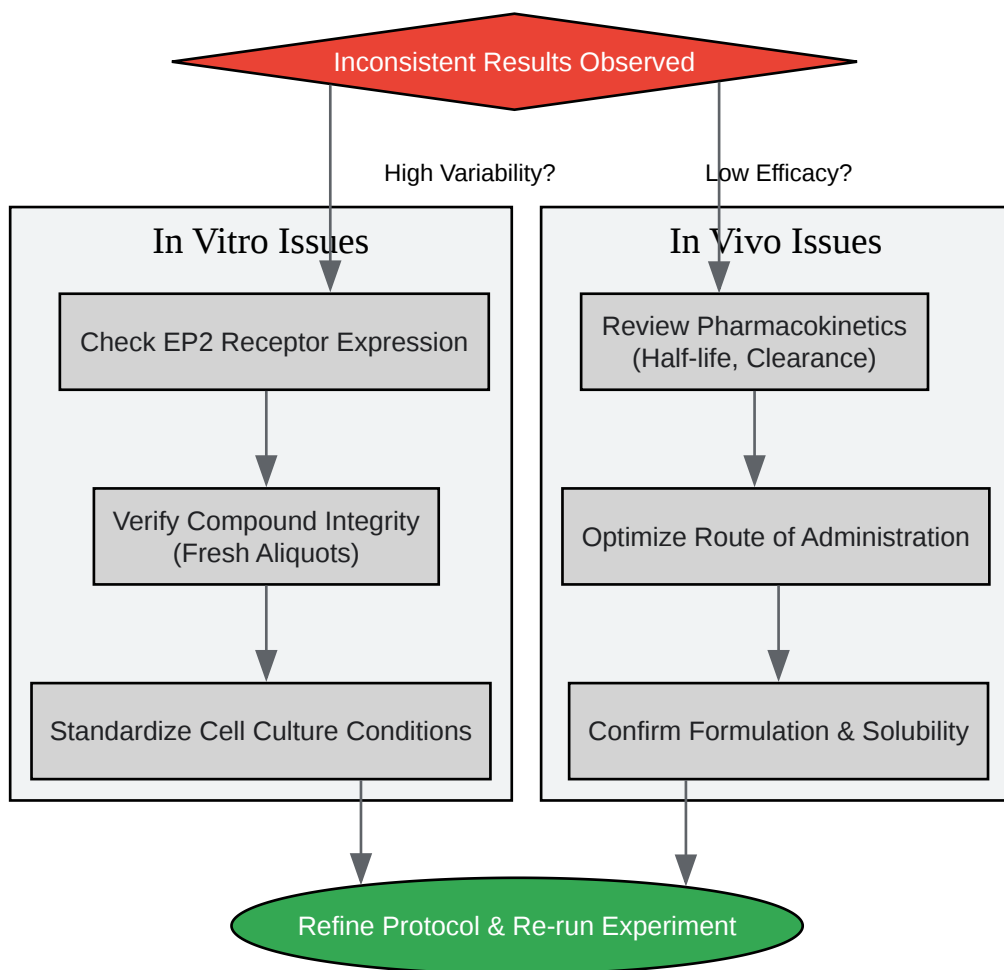 Inconsistent Results Observed
High Variability?
Low Efficacy?
In Vitro Issues
Check EP2 Receptor Expression
Verify Compound Integrity
(Fresh Aliquots)
Standardize Cell Culture Conditions
In Vivo Issues
Review Pharmacokinetics
(Half-life, Clearance)
Optimize Route of Administration
Confirm Formulation & Solubility
Refine Protocol & Re-run Experiment